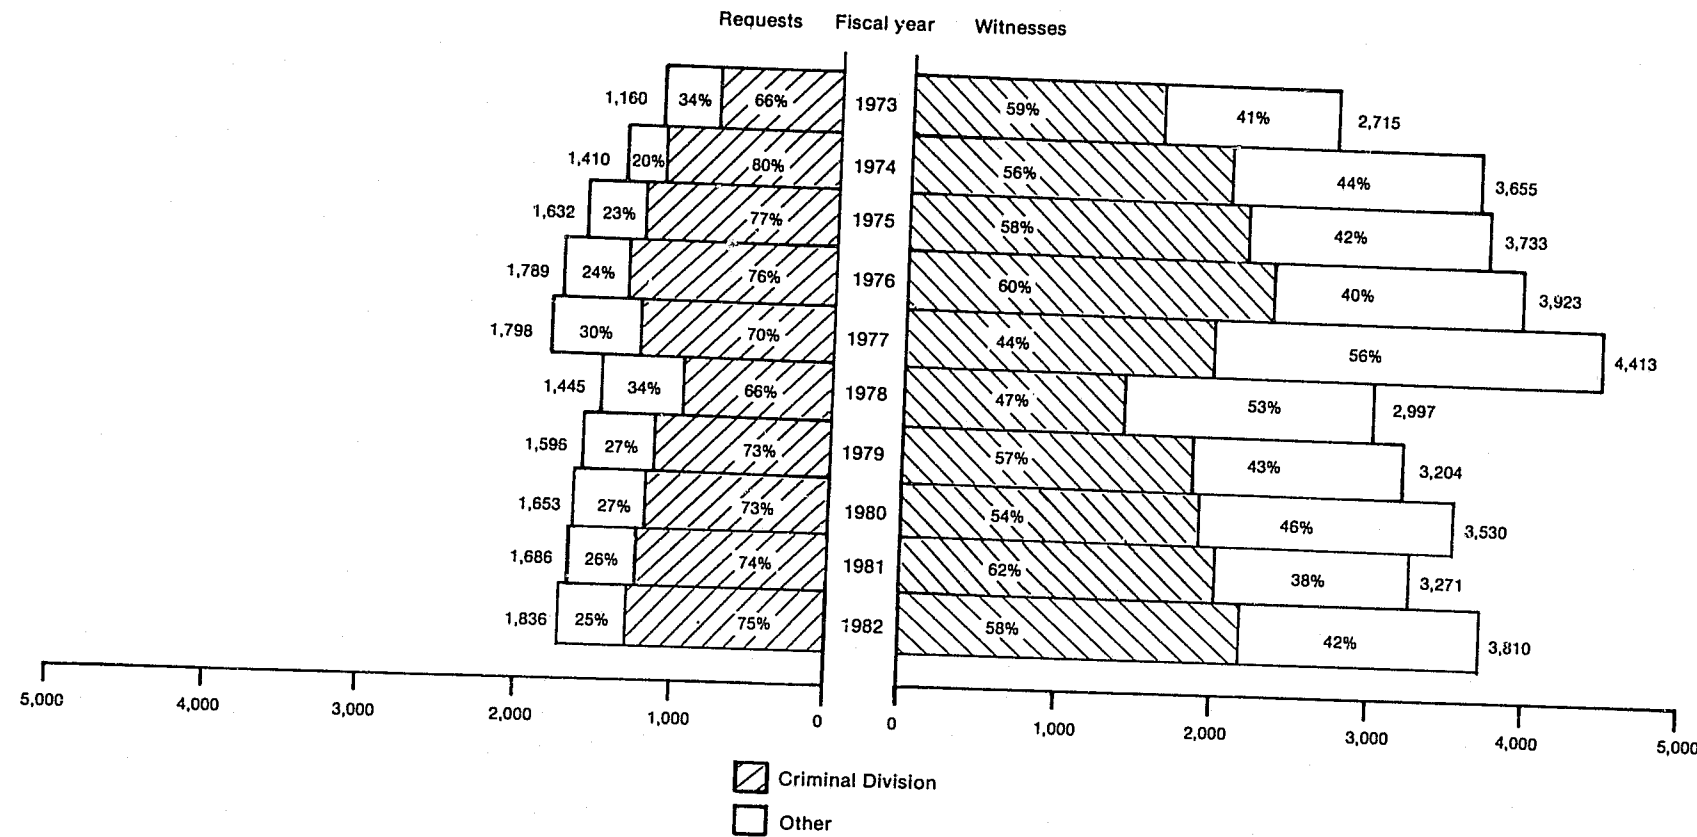 Requests Fiscal year Witnesses
1,160 34% 66% 1973 59% 41% 2,715
1,410 20% 80% 1974 56% 44% 3,655
1,632 23% 77% 1975 58% 42% 3,733
1,789 24% 76% 1976 60% 40% 3,923
1,798 30% 70% 1977 44% 56% 4,413
1,445 34% 66% 1978 47% 53% 2,997
1,596 27% 73% 1979 57% 43% 3,204
1,653 27% 73% 1980 54% 46% 3,530
1,686 26% 74% 1981 62% 38% 3,271
1,836 25% 75% 1982 58% 42% 3,810
5,000 4,000 3,000 2,000 1,000 0 0 1,000 2,000 3,000 4,000 5,000
Criminal Division
Other